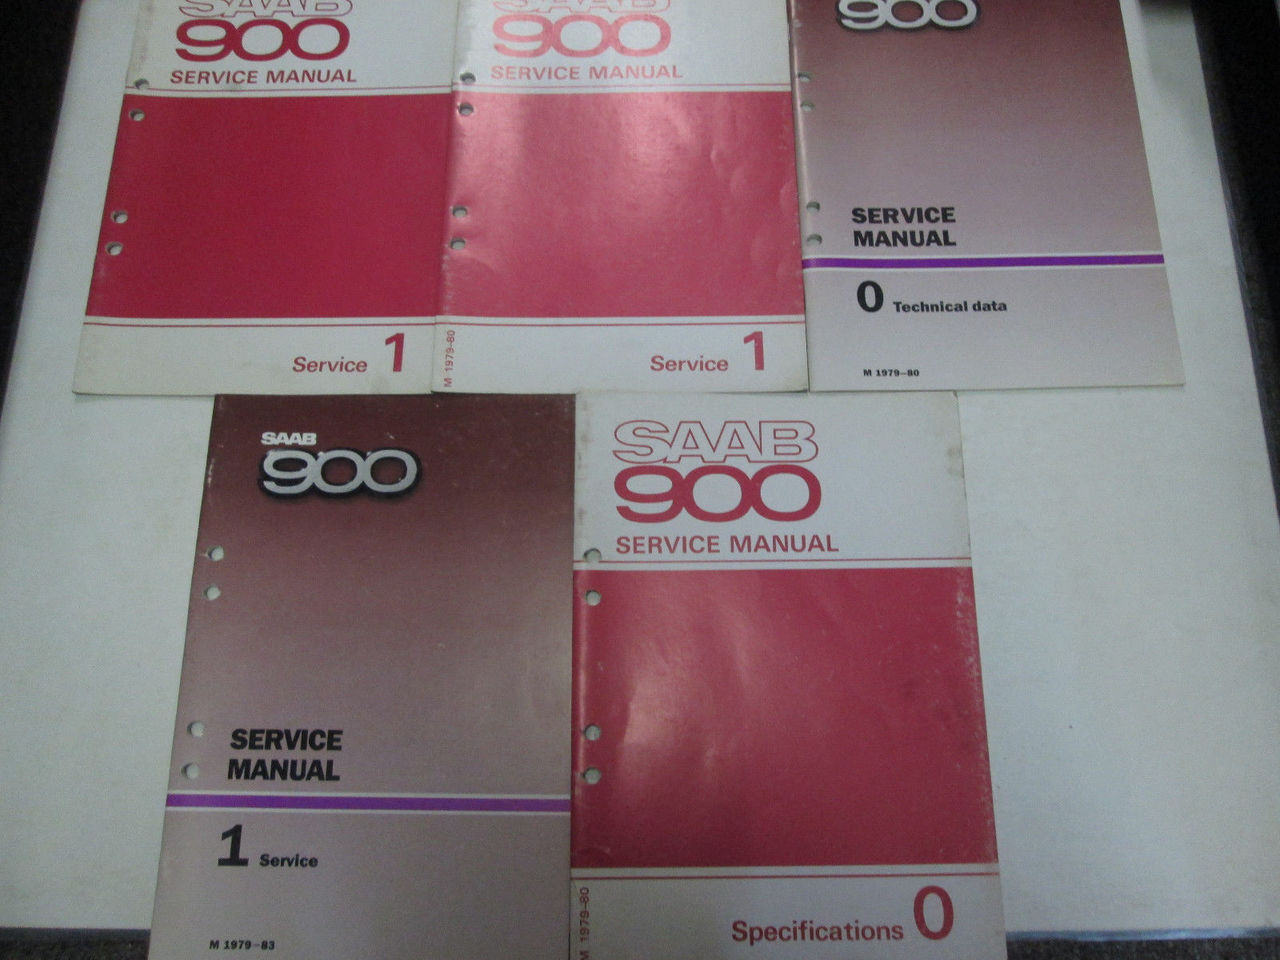 SAAB
900
SERVICE MANUAL
Service 1
SAAB
900
SERVICE MANUAL
M 1979-80
Service 1
900
SERVICE
MANUAL
0 Technical data
M 1979-80
SAAB
900
SERVICE
MANUAL
1 Service
M 1979-83
SAAB
900
SERVICE MANUAL
M 1979-80
Specifications 0